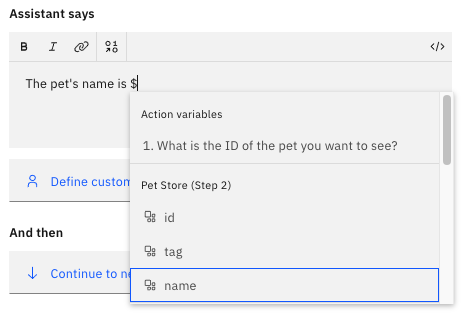 Assistant says
B I
The pet's name is $
Action variables
1. What is the ID of the pet you want to see?
Pet Store (Step 2)
id
tag
name
Define custom
And then
Continue to ne